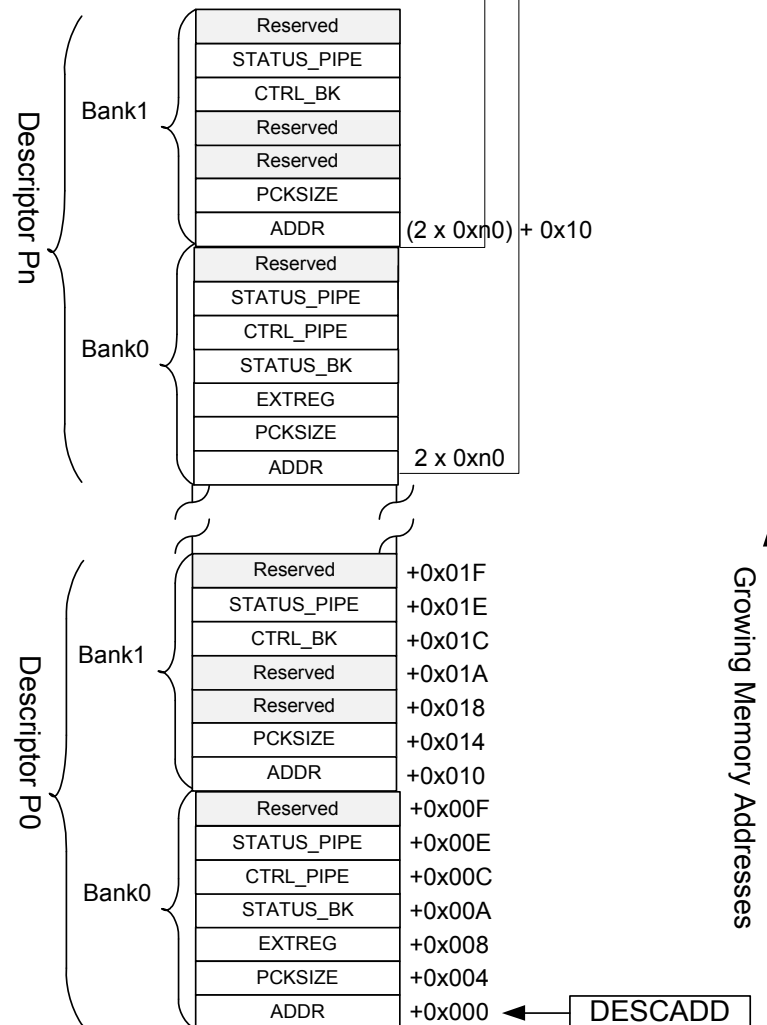 Descriptor Pn
Bank1
Reserved
STATUS_PIPE
CTRL_BK
Reserved
Reserved
PCKSIZE
ADDR (2 x 0xn0) + 0x10
Bank0
Reserved
STATUS_PIPE
CTRL_PIPE
STATUS_BK
EXTREG
PCKSIZE
ADDR 2 x 0xn0
Descriptor P0
Bank1
Reserved +0x01F
STATUS_PIPE +0x01E
CTRL_BK +0x01C
Reserved +0x01A
Reserved +0x018
PCKSIZE +0x014
ADDR +0x010
Bank0
Reserved +0x00F
STATUS_PIPE +0x00E
CTRL_PIPE +0x00C
STATUS_BK +0x00A
EXTREG +0x008
PCKSIZE +0x004
ADDR +0x000 DESCADD
Growing Memory Addresses